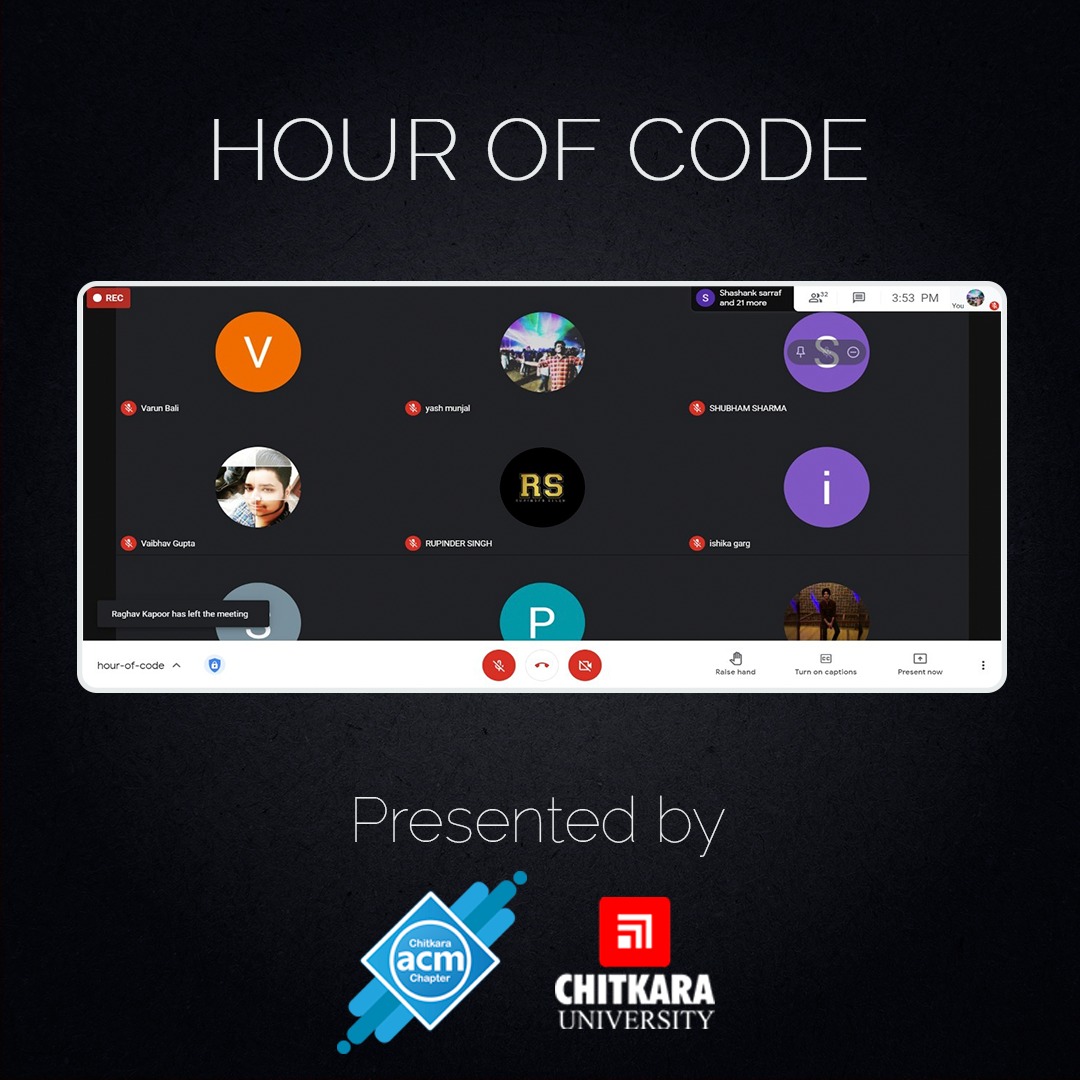 HOUR OF CODE
REC
S
Shashank sarraf
and 21 more
32
3:53 PM
You
V
S
Varun Bali
yash munjal
SHUBHAM SHARMA
RS
i
Vaibhav Gupta
RUPINDER SINGH
ishika garg
S
P
Raghav Kapoor has left the meeting
hour-of-code
CC
Raise hand
Turn on captions
Present now
Presented by
Chitkara
acm
Chapter
CHITKARA
UNIVERSITY